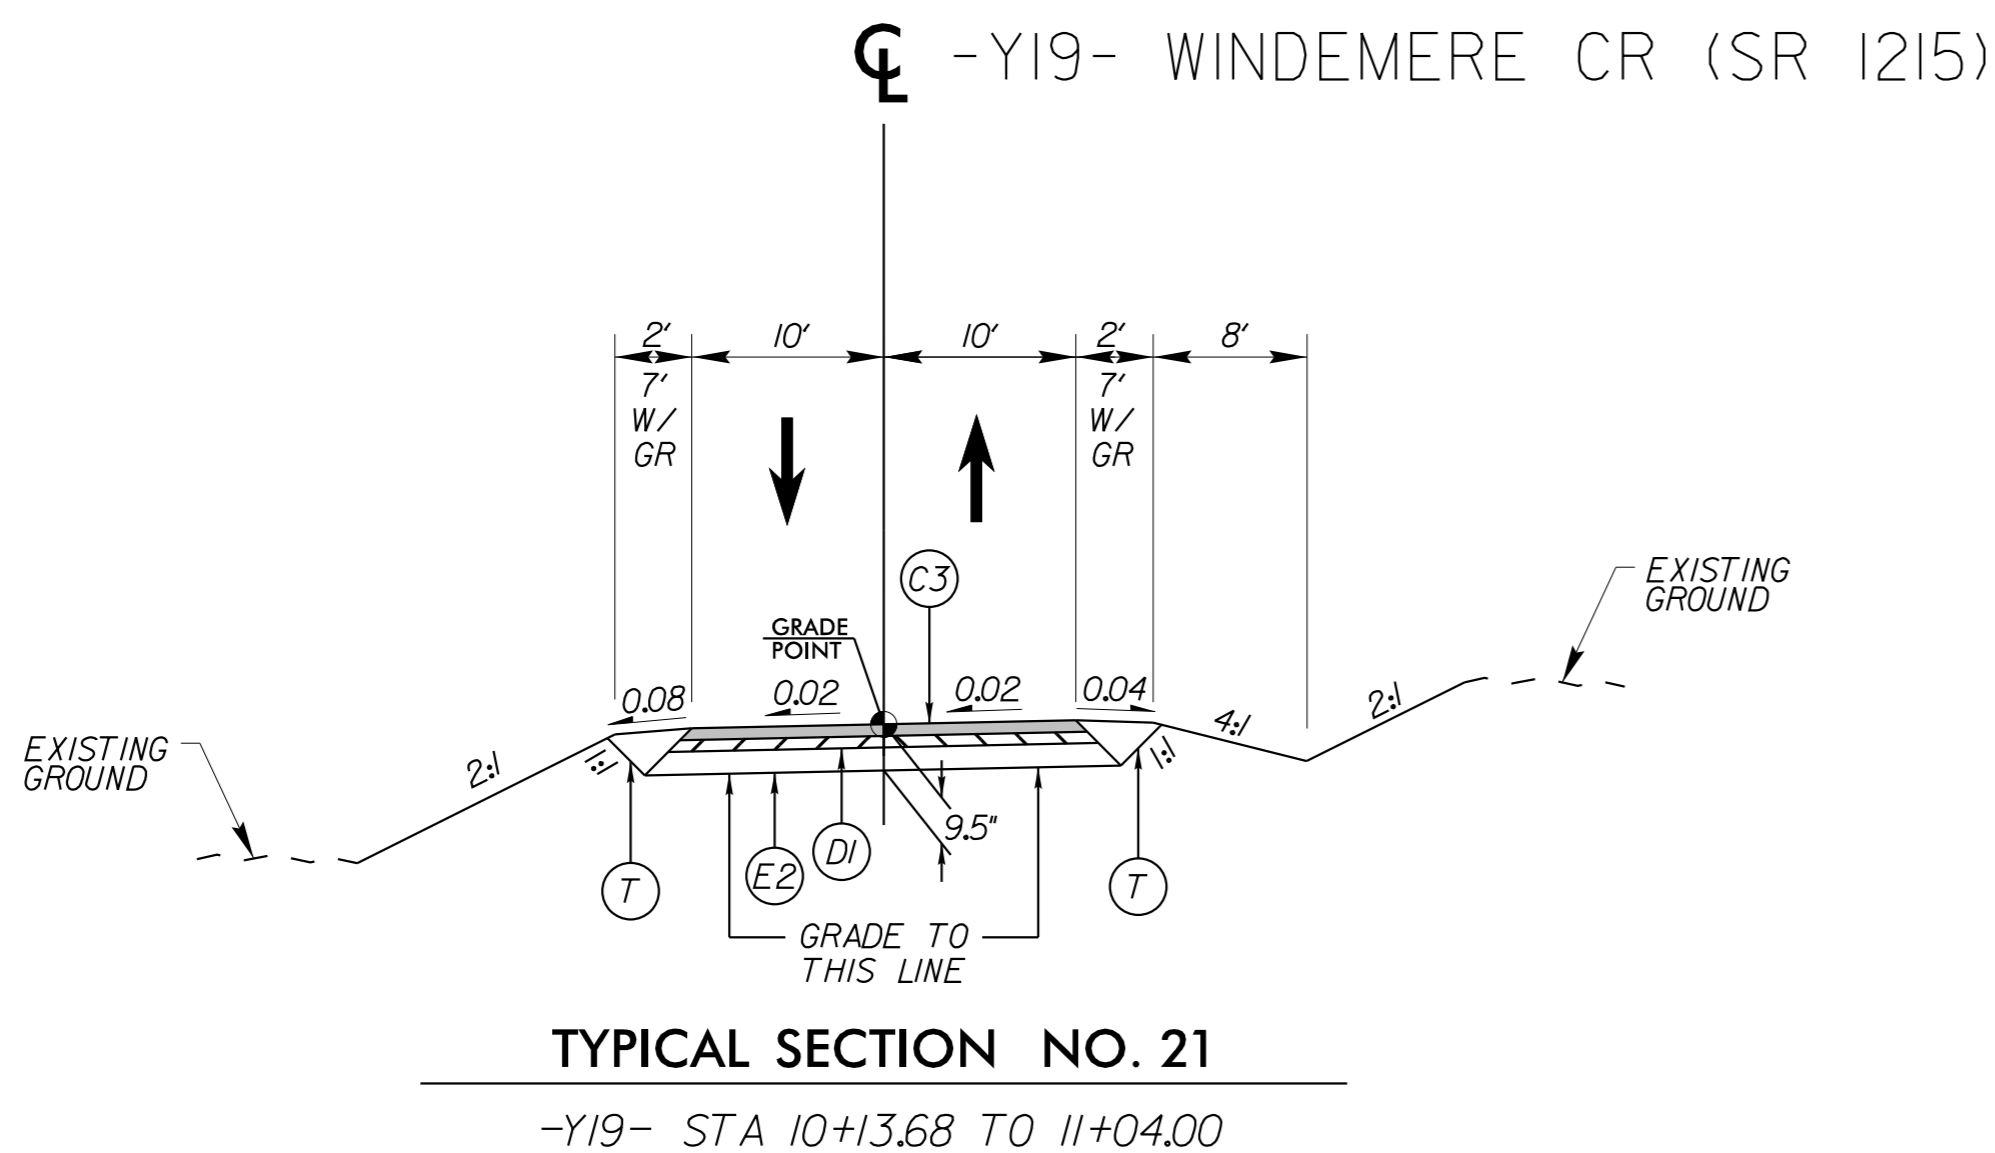 ℄ -Y19- WINDEMERE CR (SR 1215)
2' 10' 10' 2' 8'
7'
W/
GR
7'
W/
GR
C3
EXISTING
GROUND
GRADE
POINT
0.08 0.02 0.02 0.04
2:1
4:1
EXISTING
GROUND
2:1
1:1
1:1
9.5"
D1
E2
T
T
GRADE TO
THIS LINE
TYPICAL SECTION NO. 21
-Y19- STA 10+13.68 TO 11+04.00